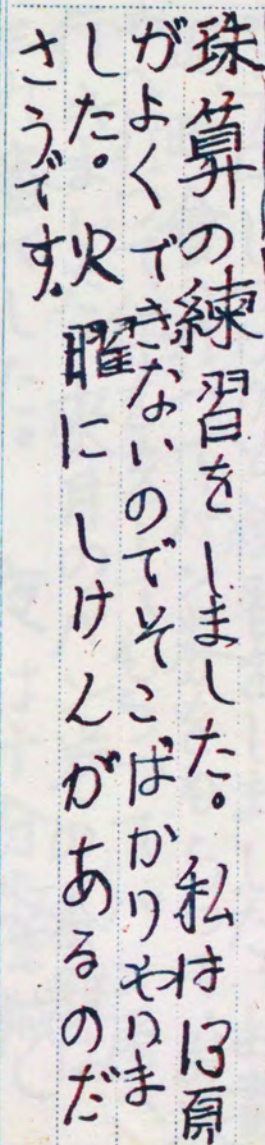 珠算の練習をしました。私は13頁
がよくできないのでそこばかりやりま
した。火曜にしけんがあるのだ
さうです。